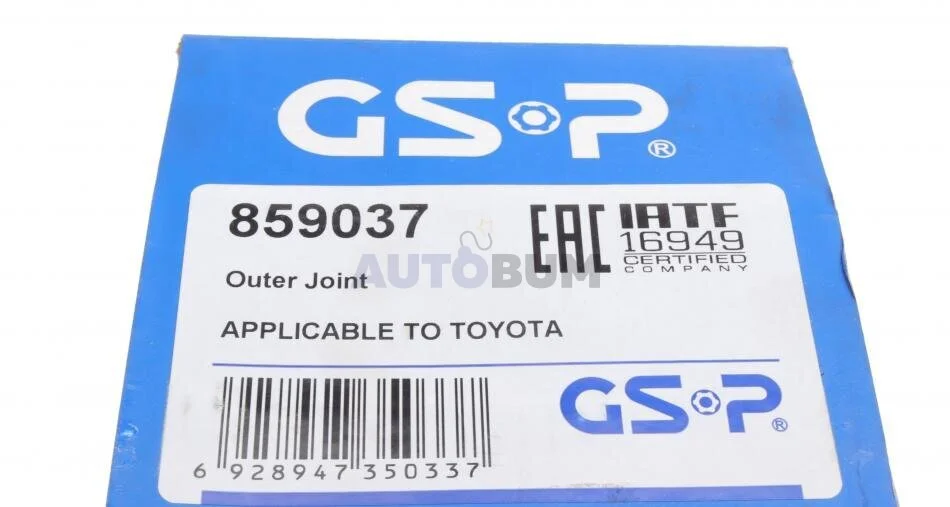 GSP®
859037
EAC
IATF
16949
CERTIFIED
COMPANY
AUTOBUM
Outer Joint
APPLICABLE TO TOYOTA
GSP®
6 928947 350337